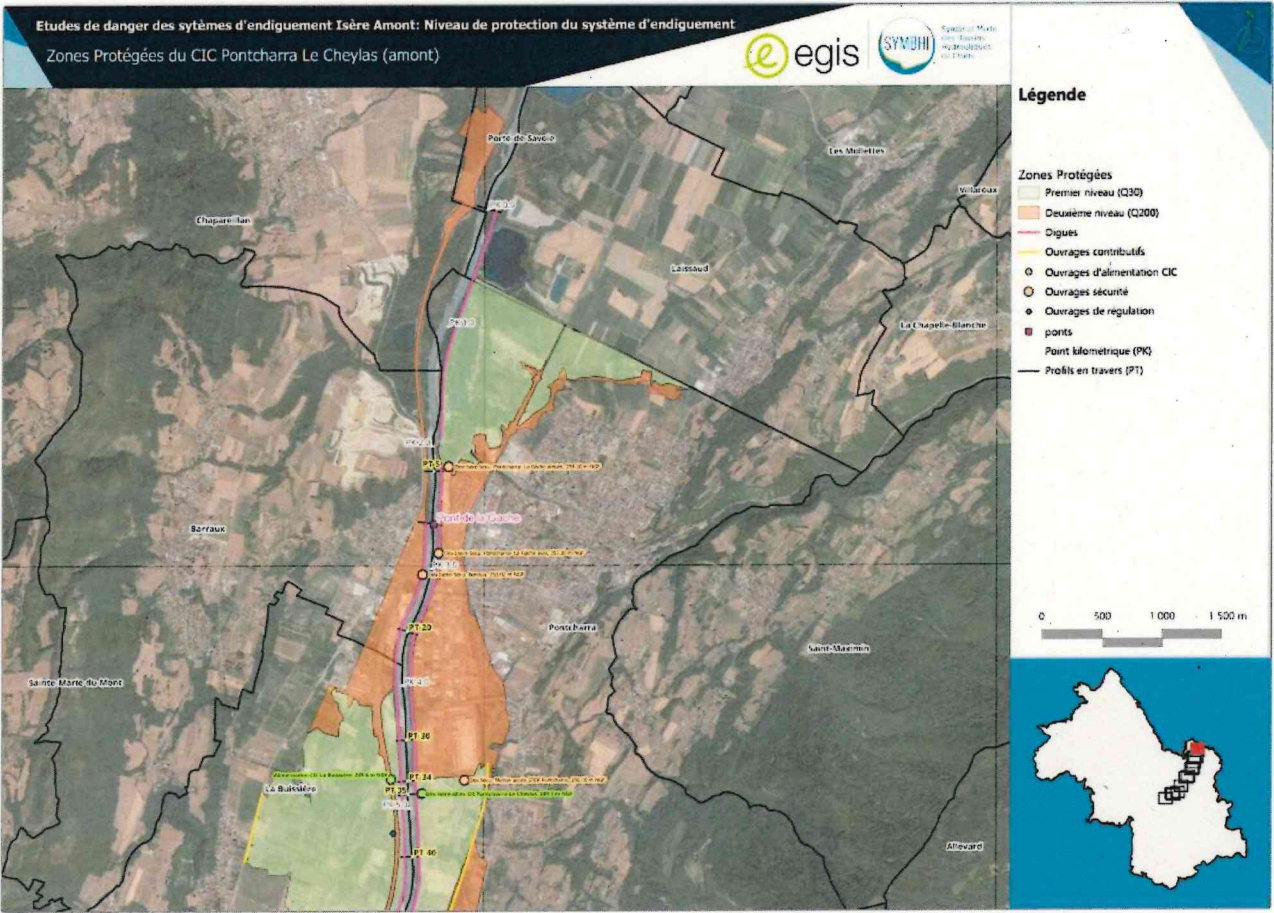 Etudes de danger des sytèmes d'endiguement Isère Amont: Niveau de protection du système d'endiguement
Zones Protégées du CIC Pontcharra Le Cheylas (amont)
egis
SYMBHI
Légende
Zones Protégées
Premier niveau (Q30)
Deuxième niveau (Q200)
Digues
Ouvrages contributifs
Ouvrages d'alimentation CIC
Ouvrages sécurité
Ouvrages de régulation
ponts
Point kilométrique (PK)
Profils en travers (PT)
0 500 1 000 1 500 m
Porte-de-Savoie
Les Mollettes
Villaroux
Chapareillan
Laissaud
La Chapelle-Blanche
PT-5
Pont de la Gache
Barraux
PT-20
Pontcharra
Saint-Maximin
Sainte-Marie-du-Mont
PT-30
PT-34
La Buissière
PT-35
PT-40
Allevard